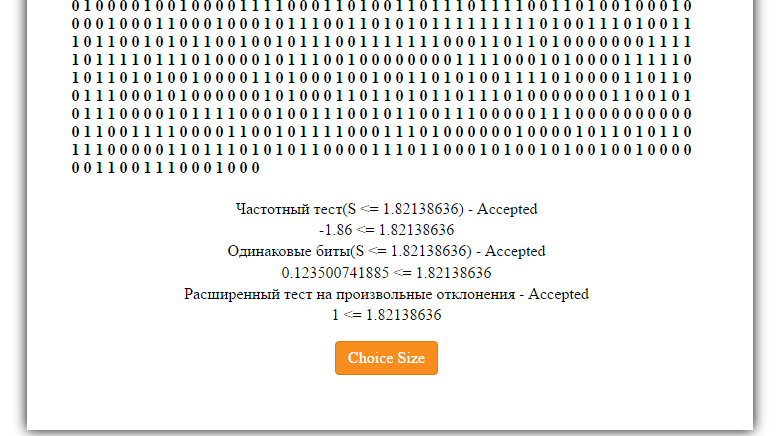 0 1 0 0 0 0 1 0 0 1 0 0 0 0 1 1 1 1 0 0 0 1 1 0 1 0 0 1 1 0 1 1 1 0 1 1 1 1 0 0 1 1 0 1 0 0 1 0 0 0 1 0
0 0 0 1 0 0 0 1 1 0 0 0 1 0 0 0 1 0 1 1 1 0 0 1 1 0 1 0 1 0 1 1 1 1 1 1 1 1 1 1 0 1 0 0 1 1 1 0 1 0 0 1 1
1 0 1 1 0 0 1 0 1 0 1 1 0 0 1 0 0 1 0 1 1 1 0 0 1 1 1 1 1 1 1 0 0 0 1 1 0 1 1 0 1 0 0 0 0 0 0 0 1 1 1 1
1 0 1 1 1 1 0 1 1 1 0 1 0 0 0 0 1 0 1 1 1 0 0 1 0 0 0 0 0 0 0 0 1 1 1 1 0 0 0 1 0 1 0 0 0 0 1 1 1 1 1 0
1 0 1 1 0 1 0 1 0 0 1 0 0 0 0 1 1 0 1 0 0 0 1 0 0 1 0 0 1 1 0 1 0 1 0 0 1 1 1 1 0 1 0 0 0 0 1 1 0 1 1 0
0 1 1 1 0 0 0 1 0 1 0 0 0 0 0 0 1 0 1 0 0 0 1 1 0 1 1 0 1 0 1 1 0 1 1 1 0 1 0 0 0 0 0 0 0 1 1 0 0 1 0 1
0 1 1 1 0 0 0 0 1 0 1 1 1 1 0 0 0 1 0 0 1 1 1 0 0 1 0 1 1 0 0 1 1 1 0 0 0 0 0 1 1 1 0 0 0 0 0 0 0 0 0 0
0 1 1 0 0 1 1 1 1 0 0 0 0 1 1 0 0 1 0 1 1 1 1 0 0 0 1 1 1 0 1 0 0 0 0 0 0 1 0 0 0 0 1 0 1 1 0 1 0 1 1 0
1 1 1 0 0 0 0 0 1 1 0 1 1 1 0 1 0 1 0 1 1 0 0 0 0 1 1 1 0 1 1 0 0 0 1 0 1 0 0 1 0 1 0 0 1 0 0 1 0 0 0 0 0
0 0 1 1 0 0 1 1 1 0 0 0 1 0 0 0
Частотный тест(S <= 1.82138636) - Accepted
-1.86 <= 1.82138636
Одинаковые биты(S <= 1.82138636) - Accepted
0.123500741885 <= 1.82138636
Расширенный тест на произвольные отклонения - Accepted
1 <= 1.82138636
Choice Size